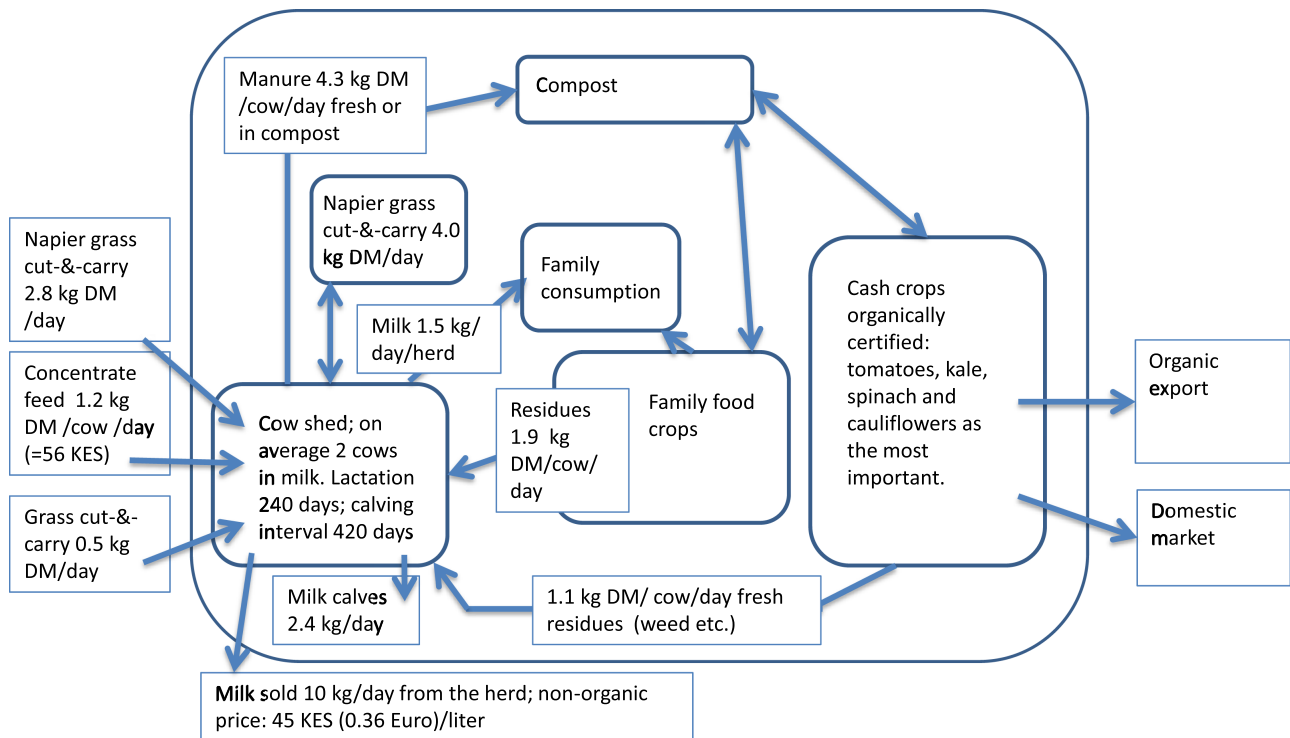 Manure 4.3 kg DM
/cow/day fresh or
in compost
Compost
Napier grass
cut-&-carry 4.0
kg DM/day
Napier grass
cut-&-carry
2.8 kg DM
/day
Family
consumption
Milk 1.5 kg/
day/herd
Cash crops
organically
certified:
tomatoes, kale,
spinach and
cauliflowers as
the most
important.
Organic
export
Concentrate
feed  1.2 kg
DM /cow /day
(=56 KES)
Cow shed; on
average 2 cows
in milk. Lactation
240 days; calving
interval 420 days
Residues
1.9  kg
DM/cow/
day
Family food
crops
Grass cut-&-
carry 0.5 kg
DM/day
Domestic
market
Milk calves
2.4 kg/day
1.1 kg DM/ cow/day fresh
residues  (weed etc.)
Milk sold 10 kg/day from the herd; non-organic
price: 45 KES (0.36 Euro)/liter